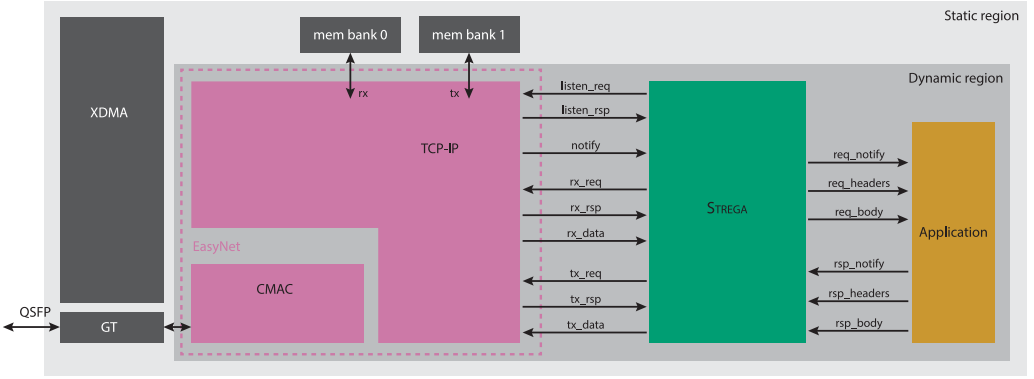 Static region
mem bank 0
mem bank 1
Dynamic region
rx
tx
XDMA
TCP-IP
listen_req
listen_rsp
notify
rx_req
rx_rsp
rx_data
tx_req
tx_rsp
tx_data
STREGA
req_notify
req_headers
req_body
rsp_notify
rsp_headers
rsp_body
Application
EasyNet
CMAC
QSFP
GT